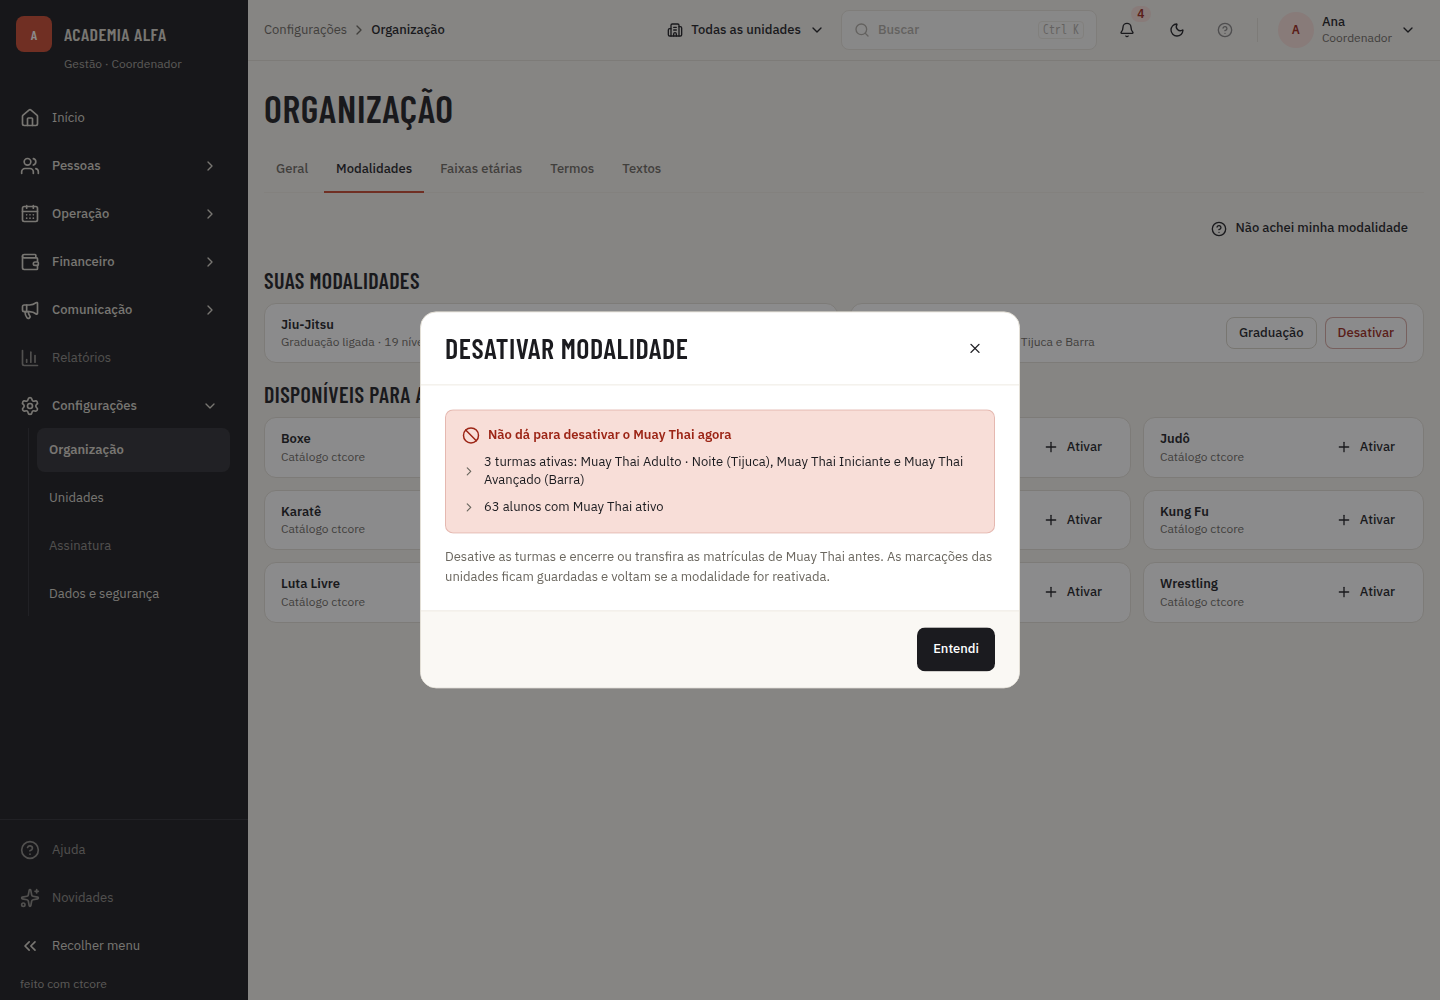 A
ACADEMIA ALFA
Gestão · Coordenador
Início
Pessoas
Operação
Financeiro
Comunicação
Relatórios
Configurações
Organização
Unidades
Assinatura
Dados e segurança
Ajuda
Novidades
Recolher menu
feito com ctcore
Configurações > Organização
Todas as unidades
Buscar
Ctrl K
4
A
Ana
Coordenador
ORGANIZAÇÃO
Geral
Modalidades
Faixas etárias
Termos
Textos
Não achei minha modalidade
SUAS MODALIDADES
Jiu-Jitsu
Graduação ligada · 19
Tijuca e Barra
Graduação
Desativar
DISPONÍVEIS PARA
Boxe
Catálogo ctcore
Ativar
Judô
Catálogo ctcore
Ativar
Karatê
Catálogo ctcore
Ativar
Kung Fu
Catálogo ctcore
Ativar
Luta Livre
Catálogo ctcore
Ativar
Wrestling
Catálogo ctcore
Ativar
DESATIVAR MODALIDADE
Não dá para desativar o Muay Thai agora
3 turmas ativas: Muay Thai Adulto · Noite (Tijuca), Muay Thai Iniciante e Muay Thai
Avançado (Barra)
63 alunos com Muay Thai ativo
Desative as turmas e encerre ou transfira as matrículas de Muay Thai antes. As marcações das
unidades ficam guardadas e voltam se a modalidade for reativada.
Entendi